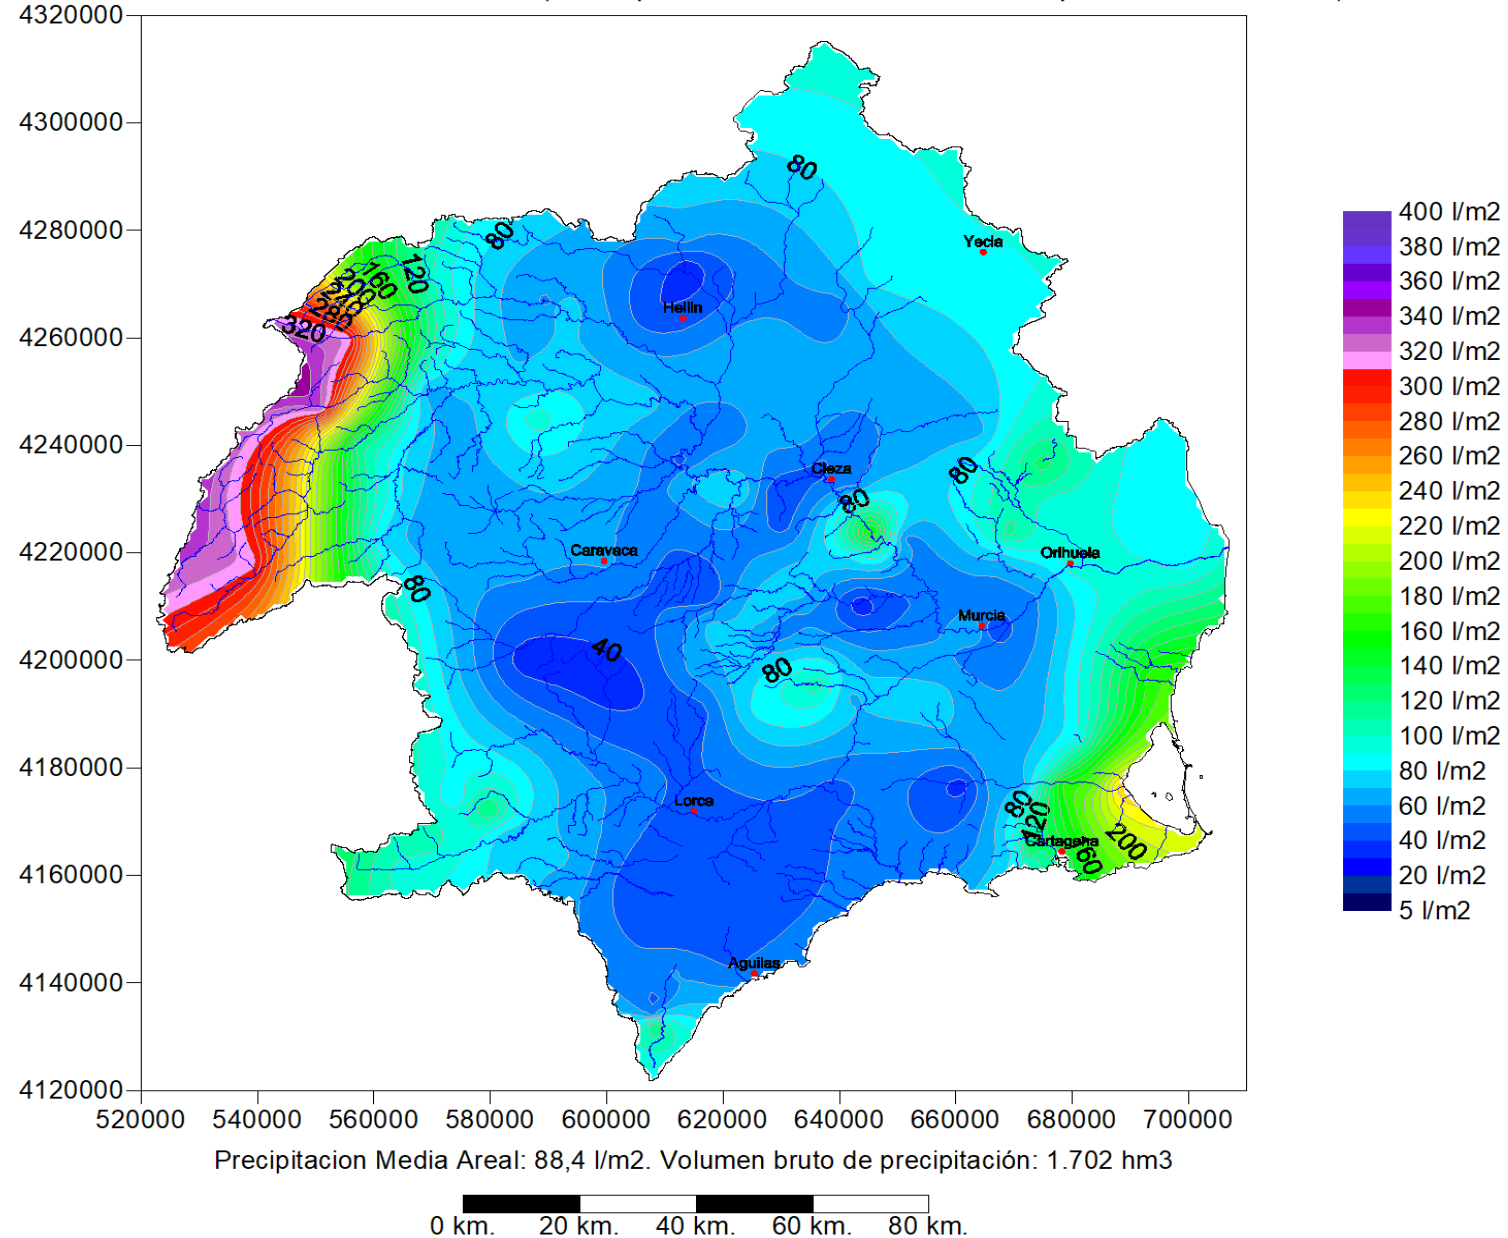 4320000
4300000
4280000
4260000
4240000
4220000
4200000
4180000
4160000
4140000
4120000
520000 540000 560000 580000 600000 620000 640000 660000 680000 700000
80
Yecla
80
120
160
200
240
280
320
Hellin
Cieza
80
80
Caravaca
Orihuela
80
Murcia
40
80
Lorca
80
120
Cartagena
200
160
Aguilas
400 l/m2
380 l/m2
360 l/m2
340 l/m2
320 l/m2
300 l/m2
280 l/m2
260 l/m2
240 l/m2
220 l/m2
200 l/m2
180 l/m2
160 l/m2
140 l/m2
120 l/m2
100 l/m2
80 l/m2
60 l/m2
40 l/m2
20 l/m2
5 l/m2
Precipitacion Media Areal: 88,4 l/m2. Volumen bruto de precipitación: 1.702 hm3
0 km. 20 km. 40 km. 60 km. 80 km.